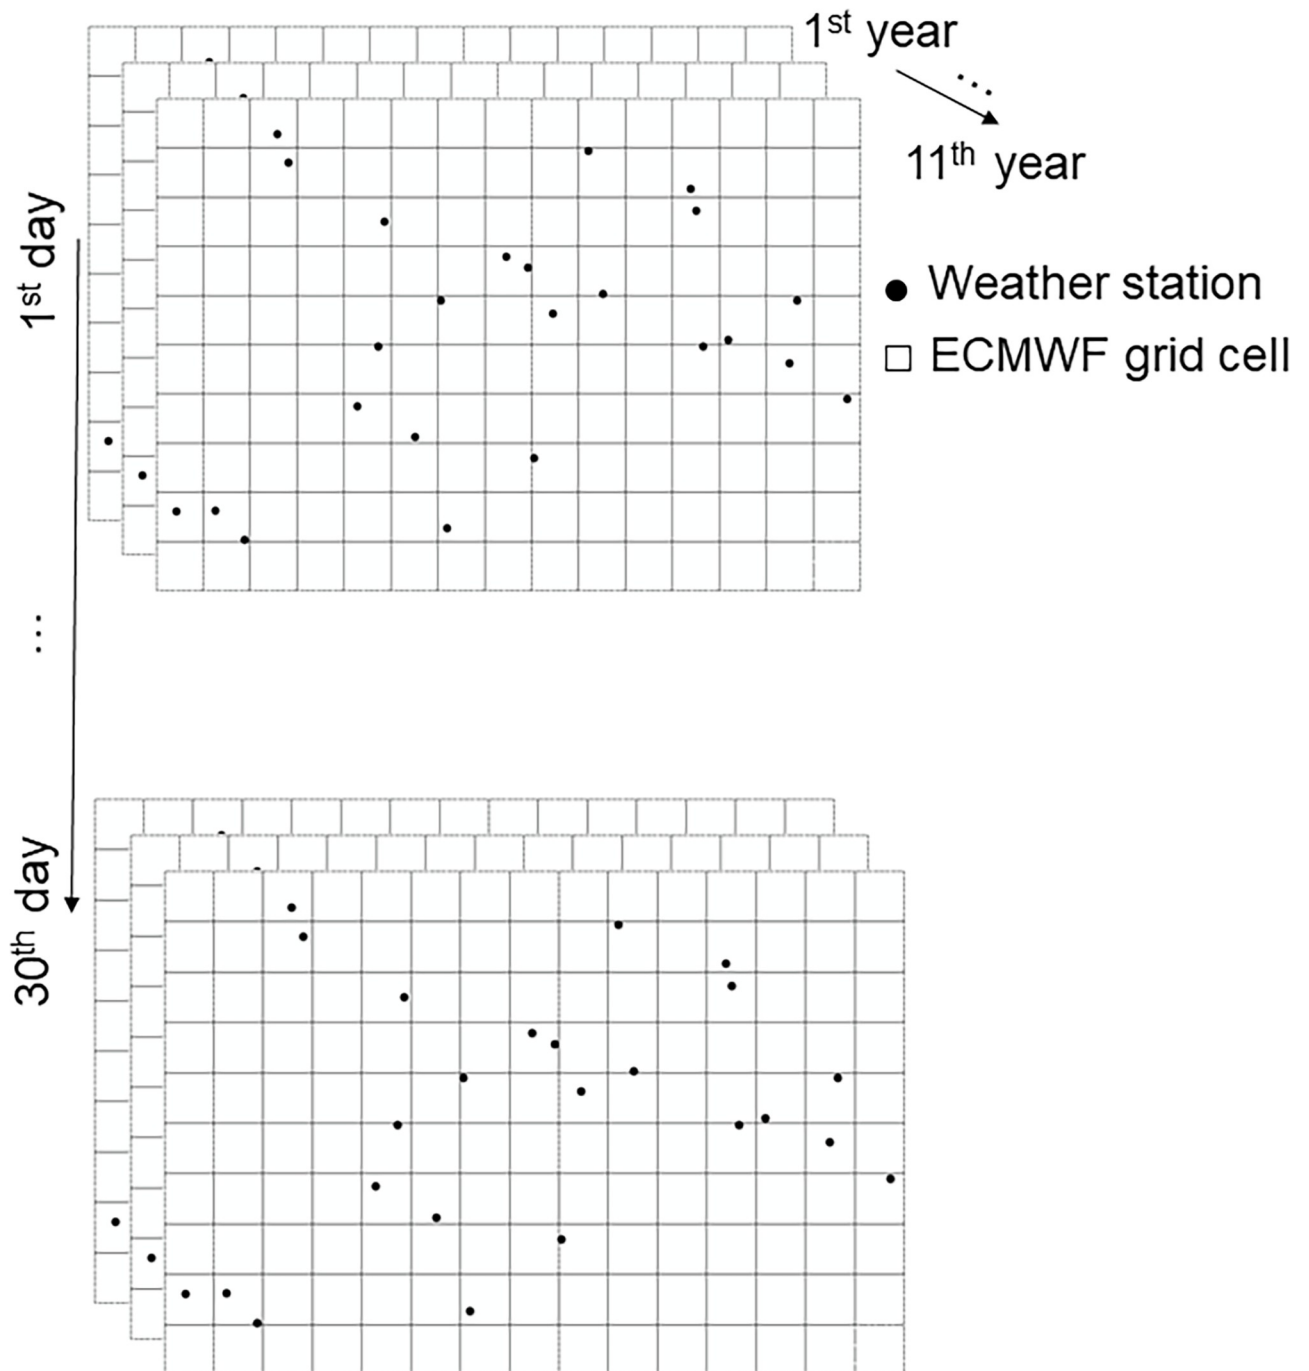 1st year
...
11th year
1st day
Weather station
ECMWF grid cell
...
30th day